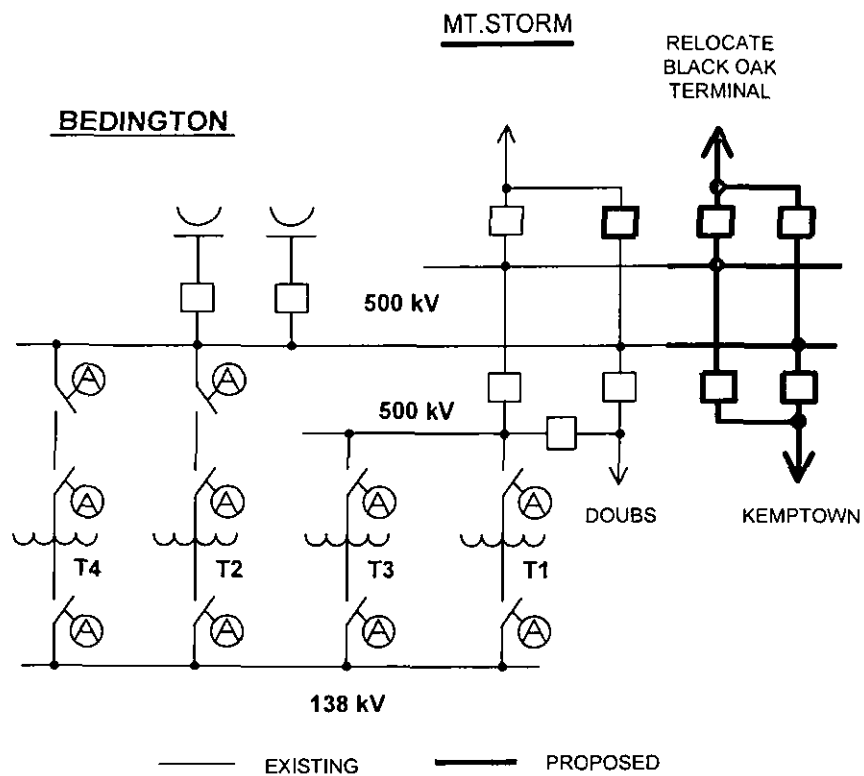 MT.STORM
RELOCATE
BLACK OAK
TERMINAL
BEDINGTON
500 kV
A
A
500 kV
A
A
A
A
DOUBS
KEMPTOWN
T4
T2
T3
T1
A
A
A
A
138 kV
EXISTING
PROPOSED